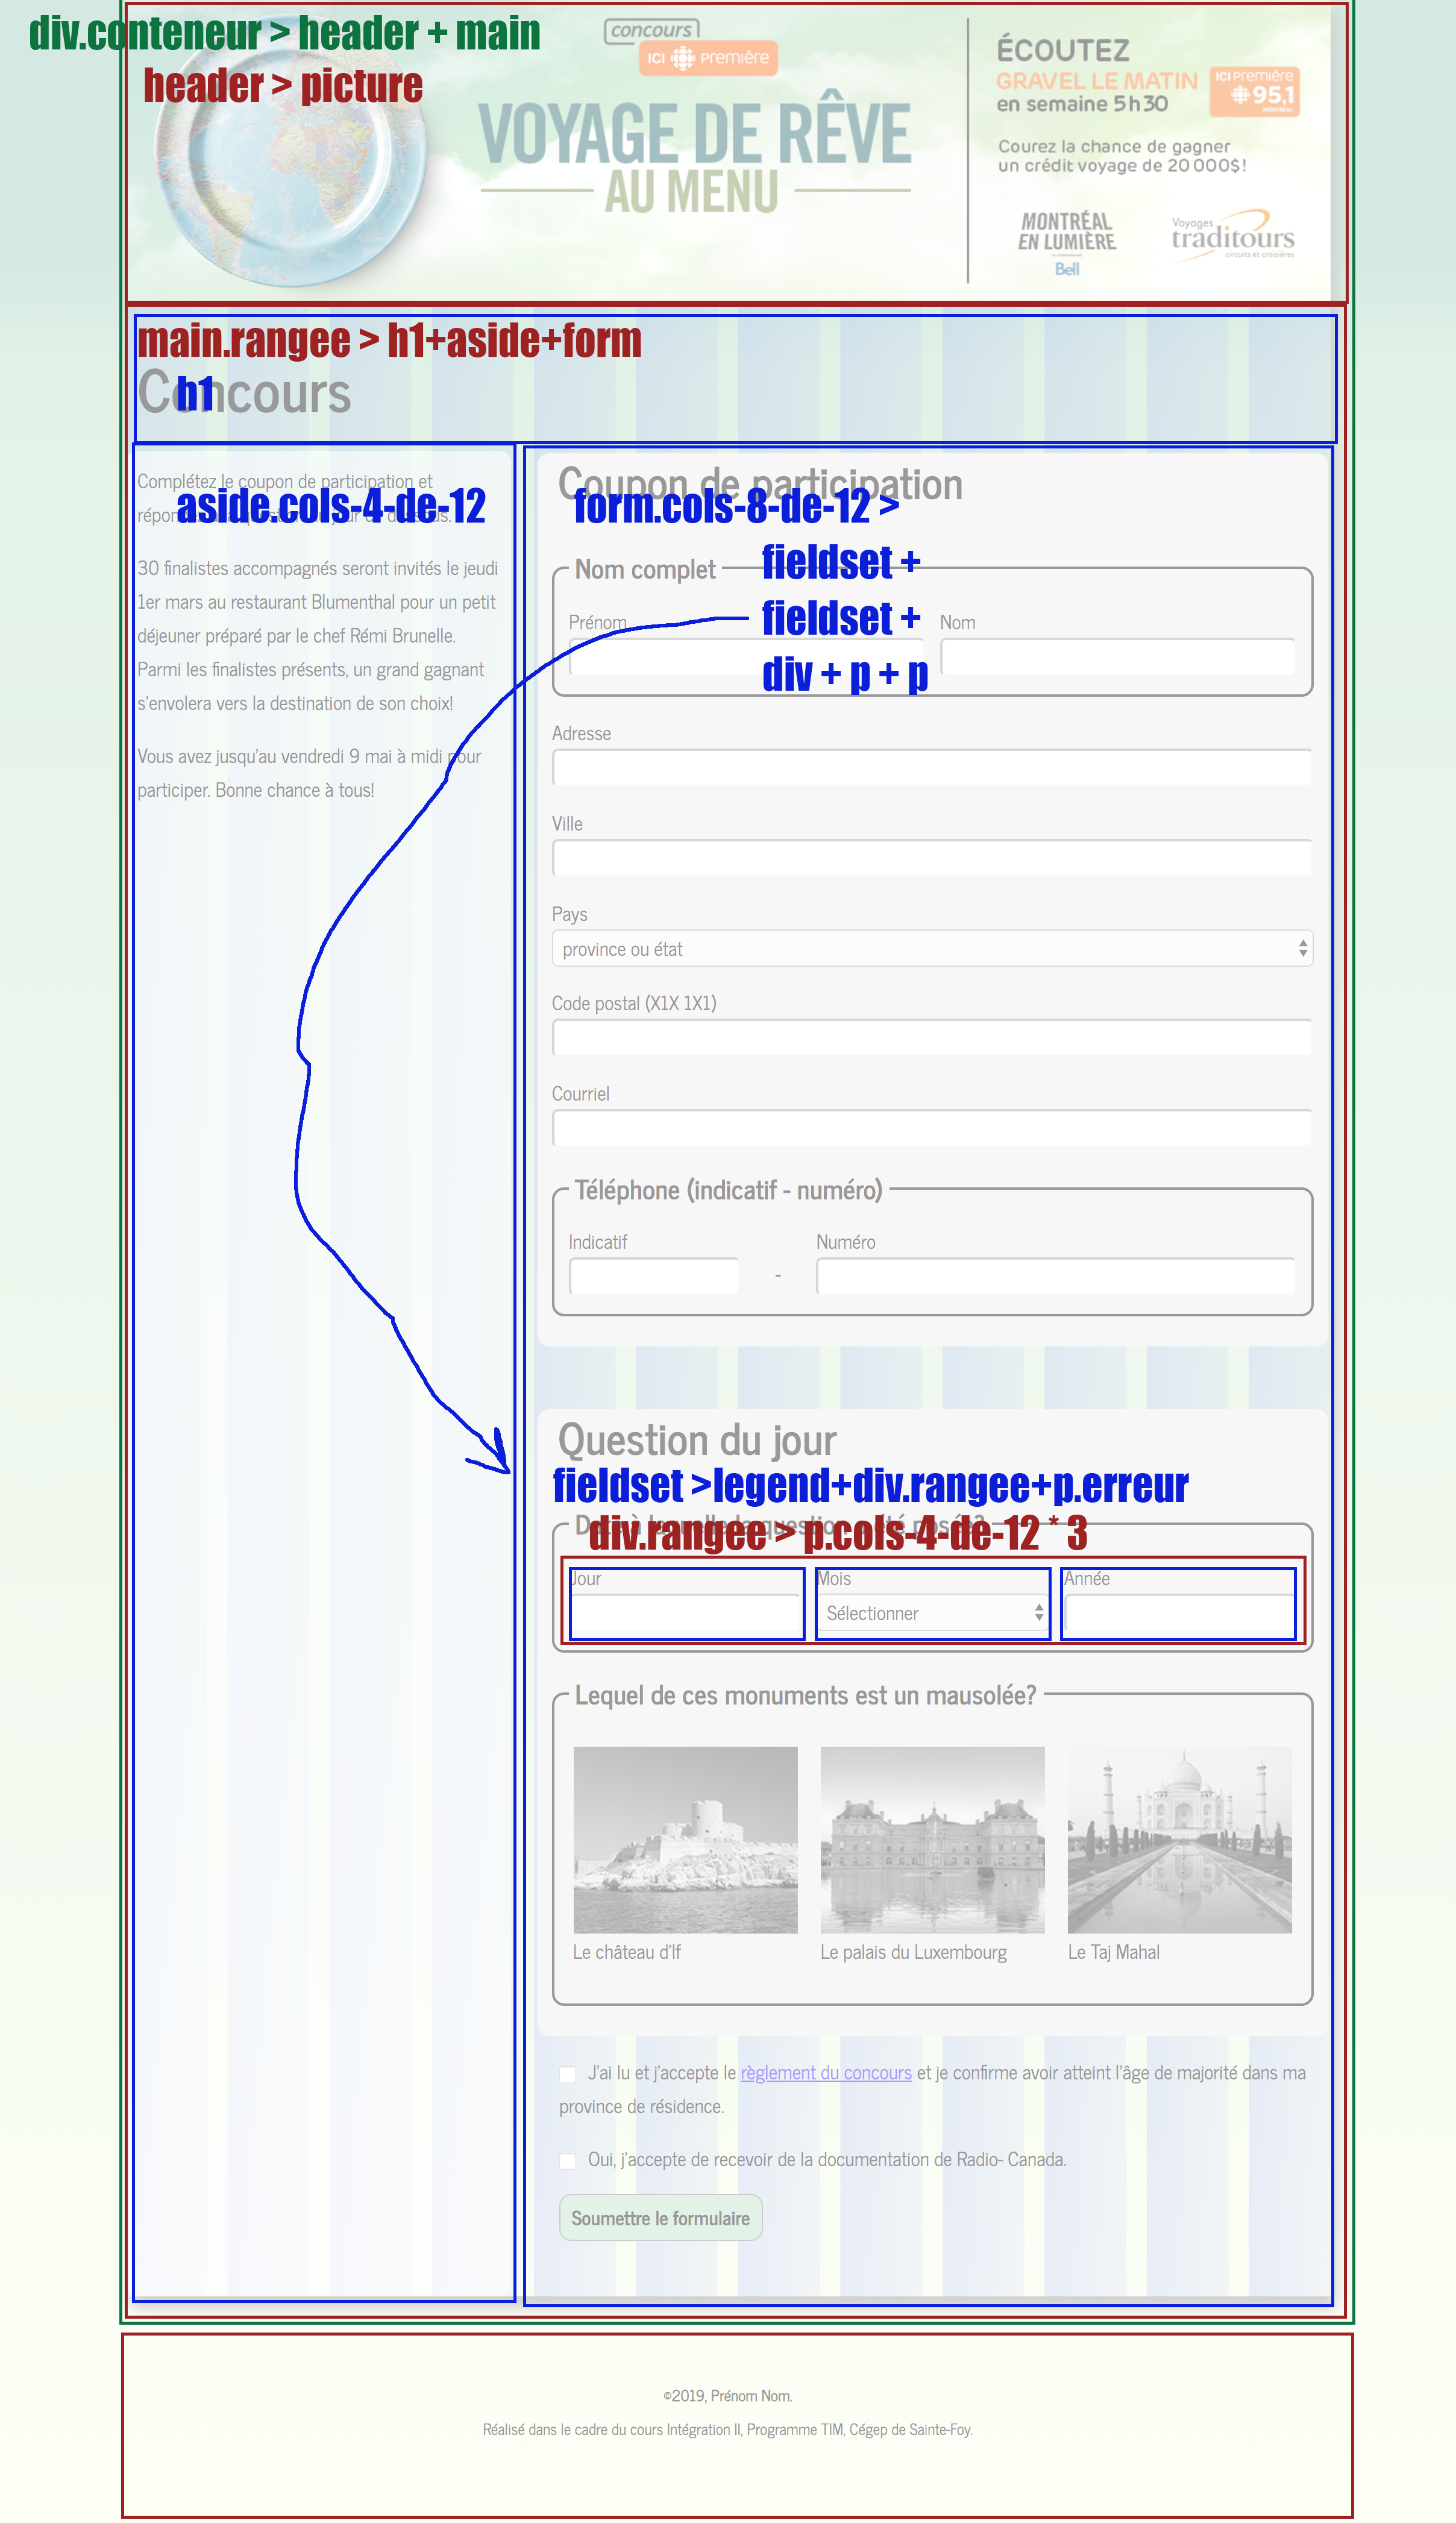 div.conteneur > header + main
header > picture
concours
ICI première
VOYAGE DE RÊVE
AU MENU
ÉCOUTEZ
GRAVEL LE MATIN
en semaine 5h30
ICI première
95,1
MONTRÉAL
Courez la chance de gagner
un crédit voyage de 20 000$!
MONTRÉAL
EN LUMIÈRE
Bell
Voyages
traditours
circuits et croisières
main.rangee > h1+aside+form
h1
Concours
Complétez le coupon de participation et
aside.cols-4-de-12
30 finalistes accompagnés seront invités le jeudi
1er mars au restaurant Blumenthal pour un petit
déjeuner préparé par le chef Rémi Brunelle.
Parmi les finalistes présents, un grand gagnant
s'envolera vers la destination de son choix!
Vous avez jusqu'au vendredi 9 mai à midi pour
participer. Bonne chance à tous!
Coupon de participation
form.cols-8-de-12 >
fieldset +
Nom complet
fieldset +
Prénom
Nom
div + p + p
Adresse
Ville
Pays
province ou état
Code postal (X1X 1X1)
Courriel
Téléphone (indicatif - numéro)
Indicatif
Numéro
-
Question du jour
fieldset >legend+div.rangee+p.erreur
Date à laquelle la question a été posée?
div.rangee > p.cols-4-de-12 * 3
Jour
Mois
Année
Sélectionner
Lequel de ces monuments est un mausolée?
Le château d'If
Le palais du Luxembourg
Le Taj Mahal
J'ai lu et j'accepte le règlement du concours et je confirme avoir atteint l'âge de majorité dans ma
province de résidence.
Oui, j'accepte de recevoir de la documentation de Radio- Canada.
Soumettre le formulaire
©2019, Prénom Nom.
Réalisé dans le cadre du cours Intégration II, Programme TIM, Cégep de Sainte-Foy.